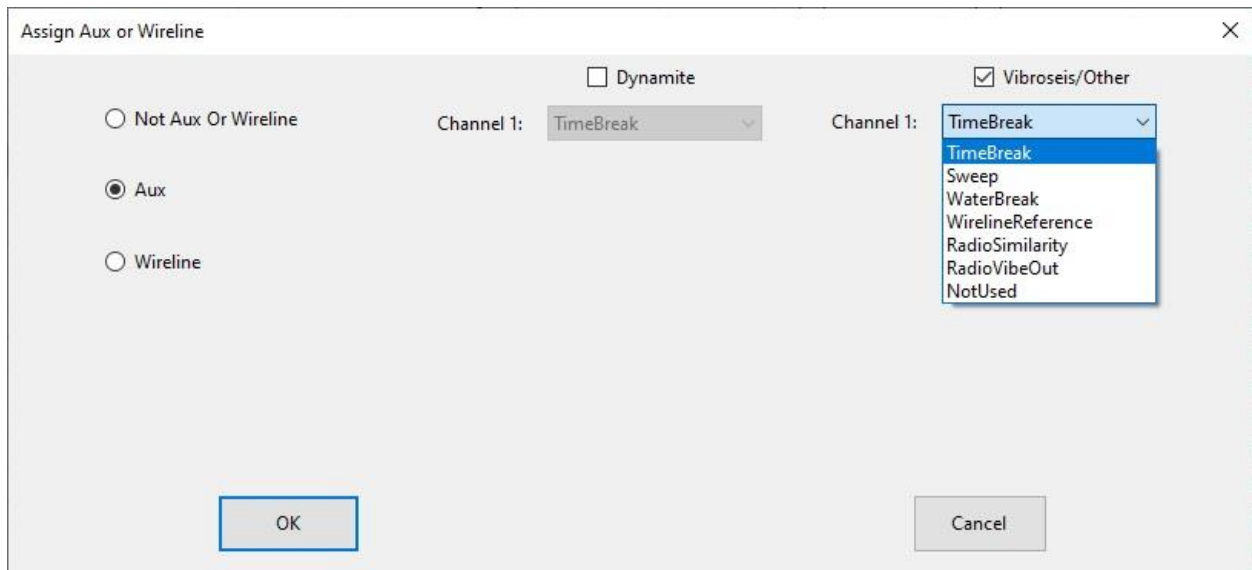 Assign Aux or Wireline
Dynamite
Vibroseis/Other
Not Aux Or Wireline
Channel 1:
TimeBreak
Channel 1:
TimeBreak
TimeBreak
Sweep
WaterBreak
WirelineReference
RadioSimilarity
RadioVibeOut
NotUsed
Aux
Wireline
OK
Cancel